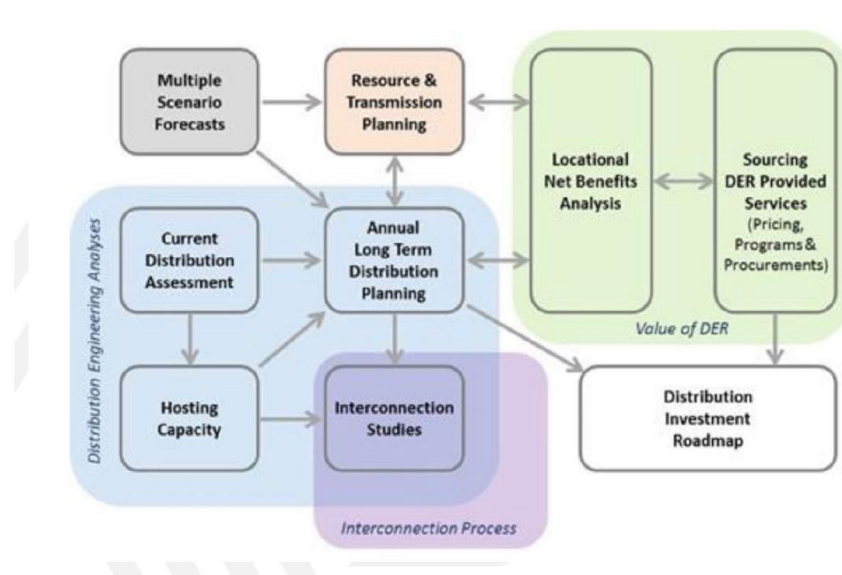 Multiple
Scenario
Forecasts
Resource &
Transmission
Planning
Locational
Net Benefits
Analysis
Sourcing
DER Provided
Services
(Pricing,
Programs &
Procurements)
Value of DER
Distribution Engineering Analyses
Current
Distribution
Assessment
Annual
Long Term
Distribution
Planning
Hosting
Capacity
Interconnection
Studies
Interconnection Process
Distribution
Investment
Roadmap